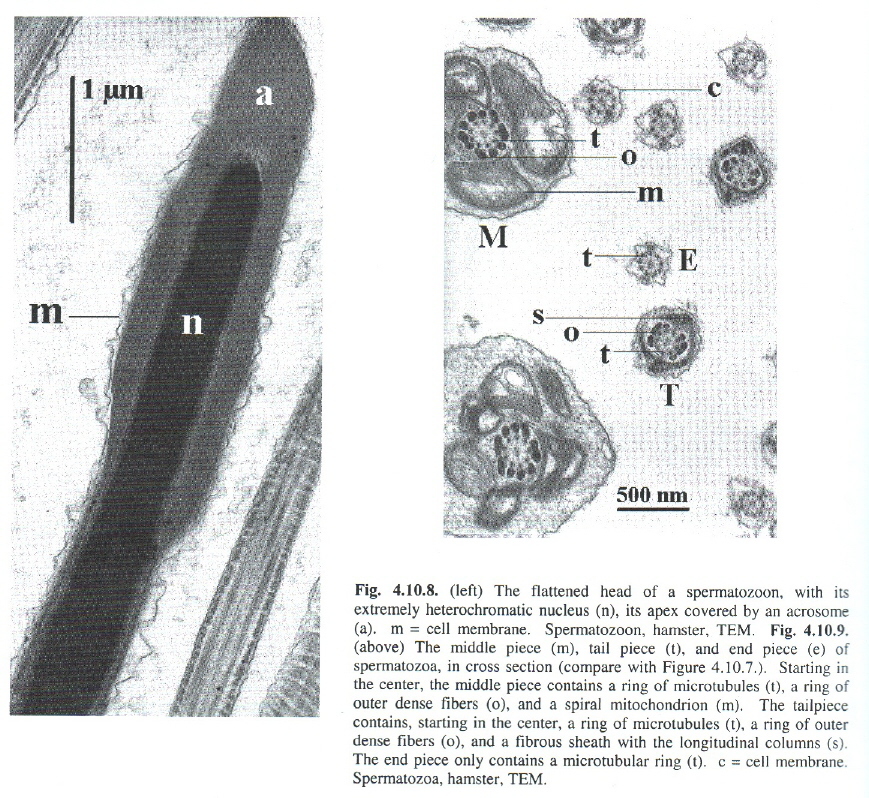 1 µm
a
m
n
c
t
o
m
M
t
E
s
o
t
T
500 nm
Fig. 4.10.8. (left) The flattened head of a spermatozoon, with its
extremely heterochromatic nucleus (n), its apex covered by an acrosome
(a). m = cell membrane. Spermatozoon, hamster, TEM. Fig. 4.10.9.
(above) The middle piece (m), tail piece (t), and end piece (e) of
spermatozoa, in cross section (compare with Figure 4.10.7.). Starting in
the center, the middle piece contains a ring of microtubules (t), a ring of
outer dense fibers (o), and a spiral mitochondrion (m). The tailpiece
contains, starting in the center, a ring of microtubules (t), a ring of outer
dense fibers (o), and a fibrous sheath with the longitudinal columns (s).
The end piece only contains a microtubular ring (t). c = cell membrane.
Spermatozoa, hamster, TEM.